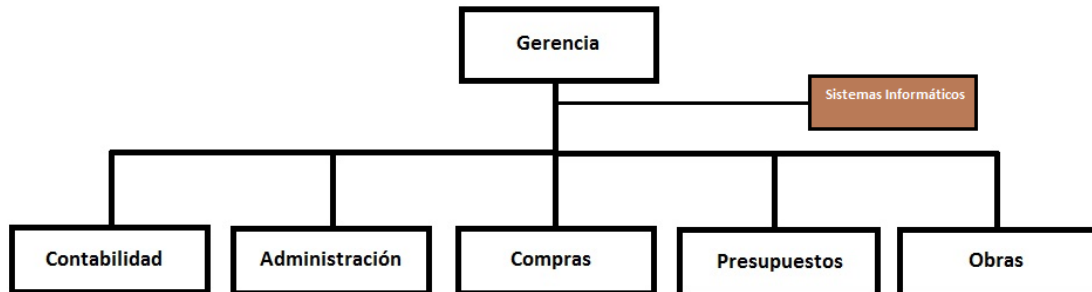 Gerencia
Sistemas Informáticos
Contabilidad
Administración
Compras
Presupuestos
Obras